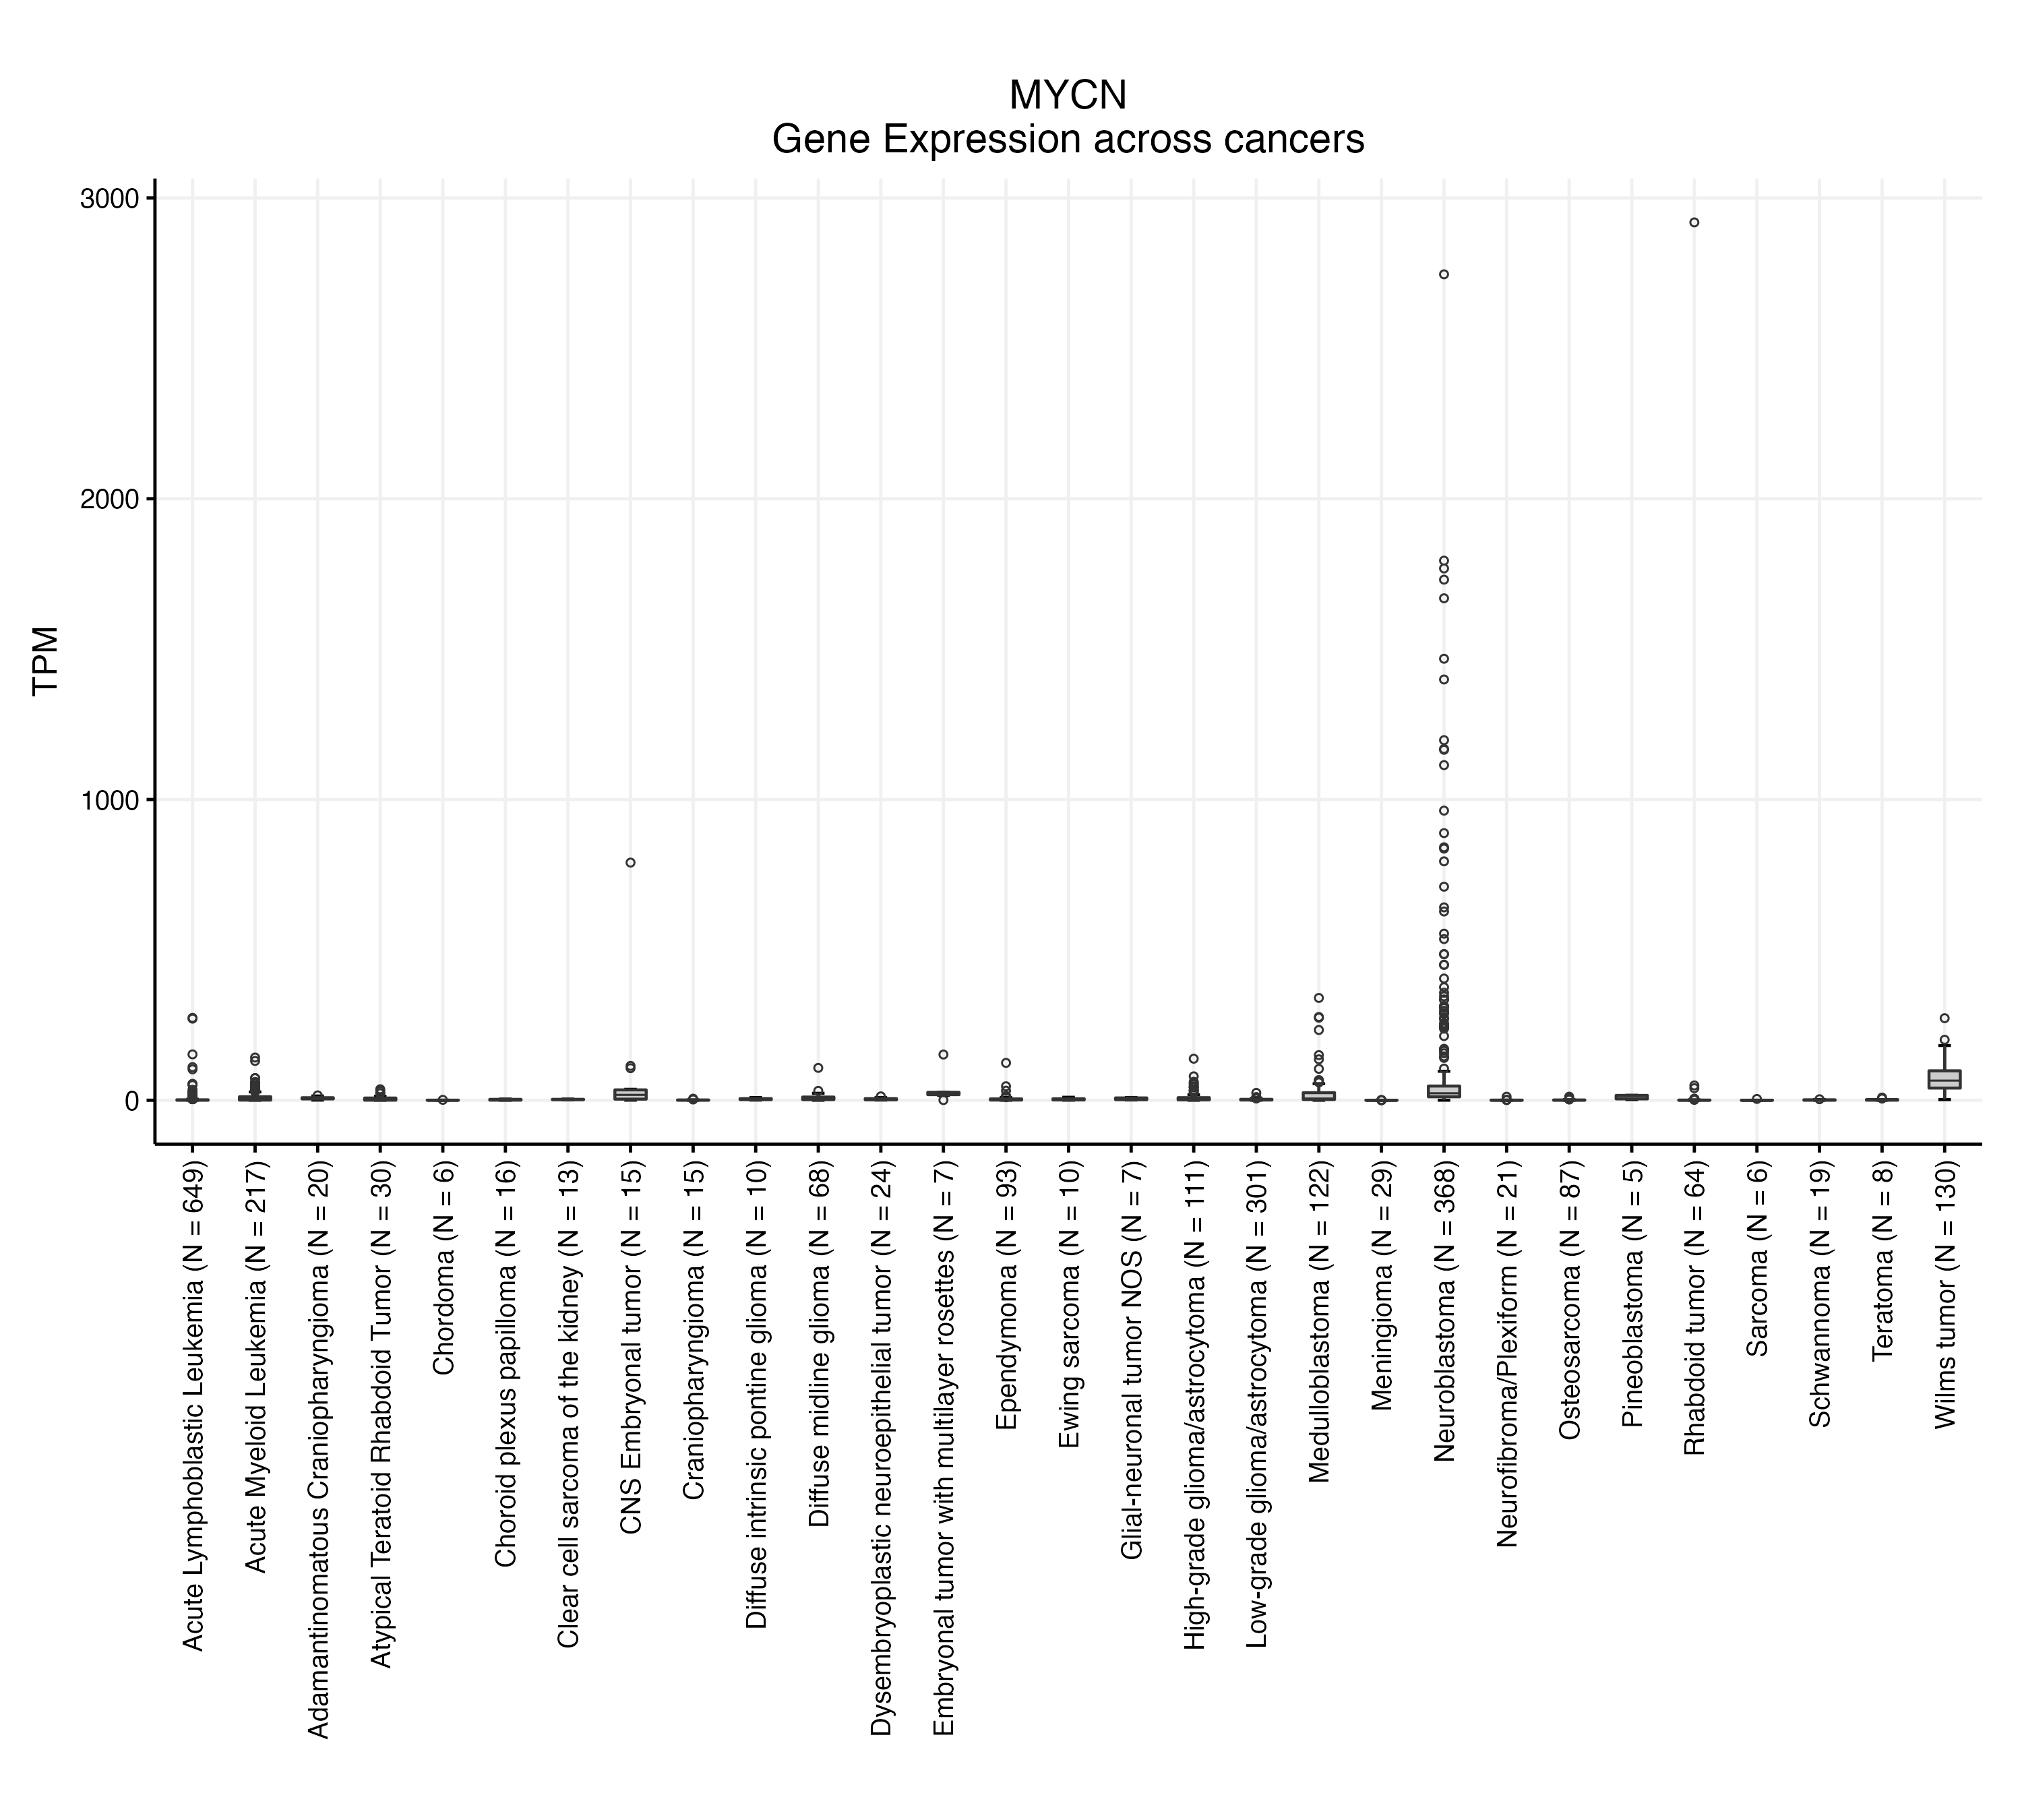 MYCN
Gene Expression across cancers
TPM
3000
2000
1000
0
Acute Lymphoblastic Leukemia (N = 649)
Acute Myeloid Leukemia (N = 217)
Adamantinomatous Craniopharyngioma (N = 20)
Atypical Teratoid Rhabdoid Tumor (N = 30)
Chordoma (N = 6)
Choroid plexus papilloma (N = 16)
Clear cell sarcoma of the kidney (N = 13)
CNS Embryonal tumor (N = 15)
Craniopharyngioma (N = 15)
Diffuse intrinsic pontine glioma (N = 10)
Diffuse midline glioma (N = 68)
Dysembryoplastic neuroepithelial tumor (N = 24)
Embryonal tumor with multilayer rosettes (N = 7)
Ependymoma (N = 93)
Ewing sarcoma (N = 10)
Glial-neuronal tumor NOS (N = 7)
High-grade glioma/astrocytoma (N = 111)
Low-grade glioma/astrocytoma (N = 301)
Medulloblastoma (N = 122)
Meningioma (N = 29)
Neuroblastoma (N = 368)
Neurofibroma/Plexiform (N = 21)
Osteosarcoma (N = 87)
Pineoblastoma (N = 5)
Rhabdoid tumor (N = 64)
Sarcoma (N = 6)
Schwannoma (N = 19)
Teratoma (N = 8)
Wilms tumor (N = 130)